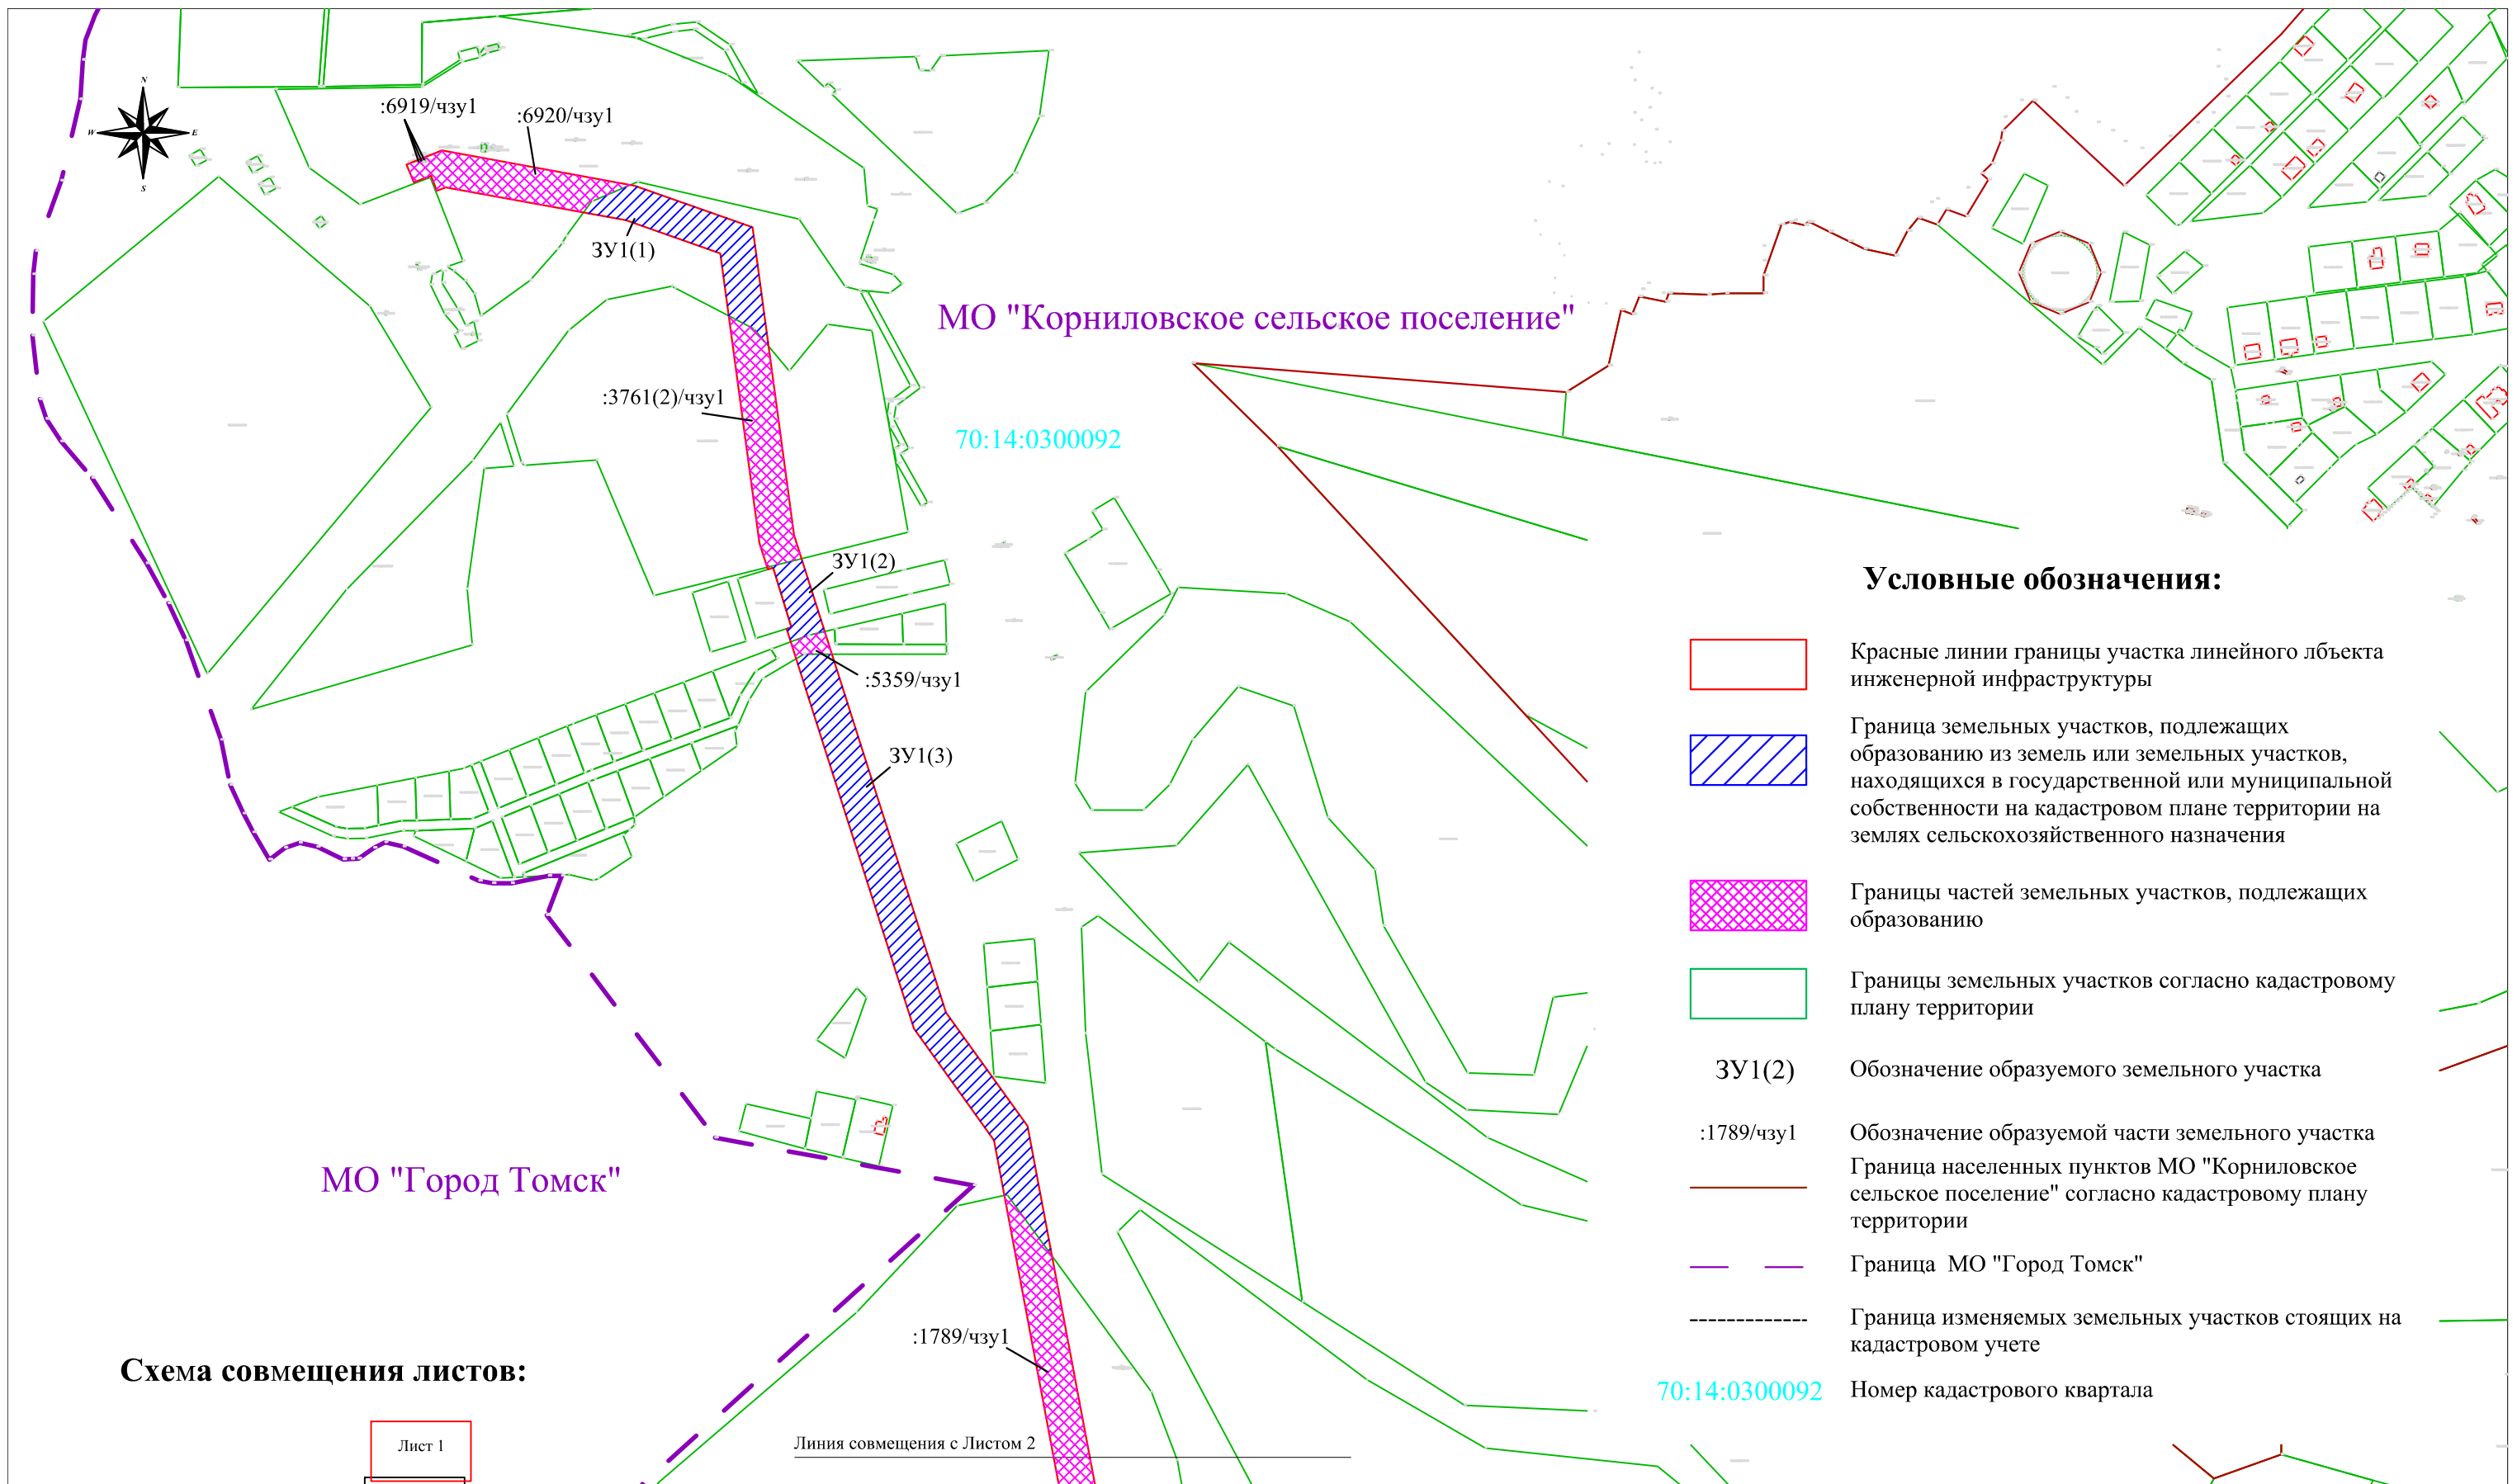 N
W
E
S
:6919/чзу1
:6920/чзу1
ЗУ1(1)
МО "Корниловское сельское поселение"
:3761(2)/чзу1
70:14:0300092
ЗУ1(2)
:5359/чзу1
ЗУ1(3)
МО "Город Томск"
:1789/чзу1
Схема совмещения листов:
Лист 1
Линия совмещения с Листом 2
Условные обозначения:
Красные линии границы участка линейного лбъекта
инженерной инфраструктуры
Граница земельных участков, подлежащих
образованию из земель или земельных участков,
находящихся в государственной или муниципальной
собственности на кадастровом плане территории на
землях сельскохозяйственного назначения
Границы частей земельных участков, подлежащих
образованию
Границы земельных участков согласно кадастровому
плану территории
ЗУ1(2)
Обозначение образуемого земельного участка
:1789/чзу1
Обозначение образуемой части земельного участка
Граница населенных пунктов МО "Корниловское
сельское поселение" согласно кадастровому плану
территории
Граница  МО "Город Томск"
Граница изменяемых земельных участков стоящих на
кадастровом учете
70:14:0300092
Номер кадастрового квартала